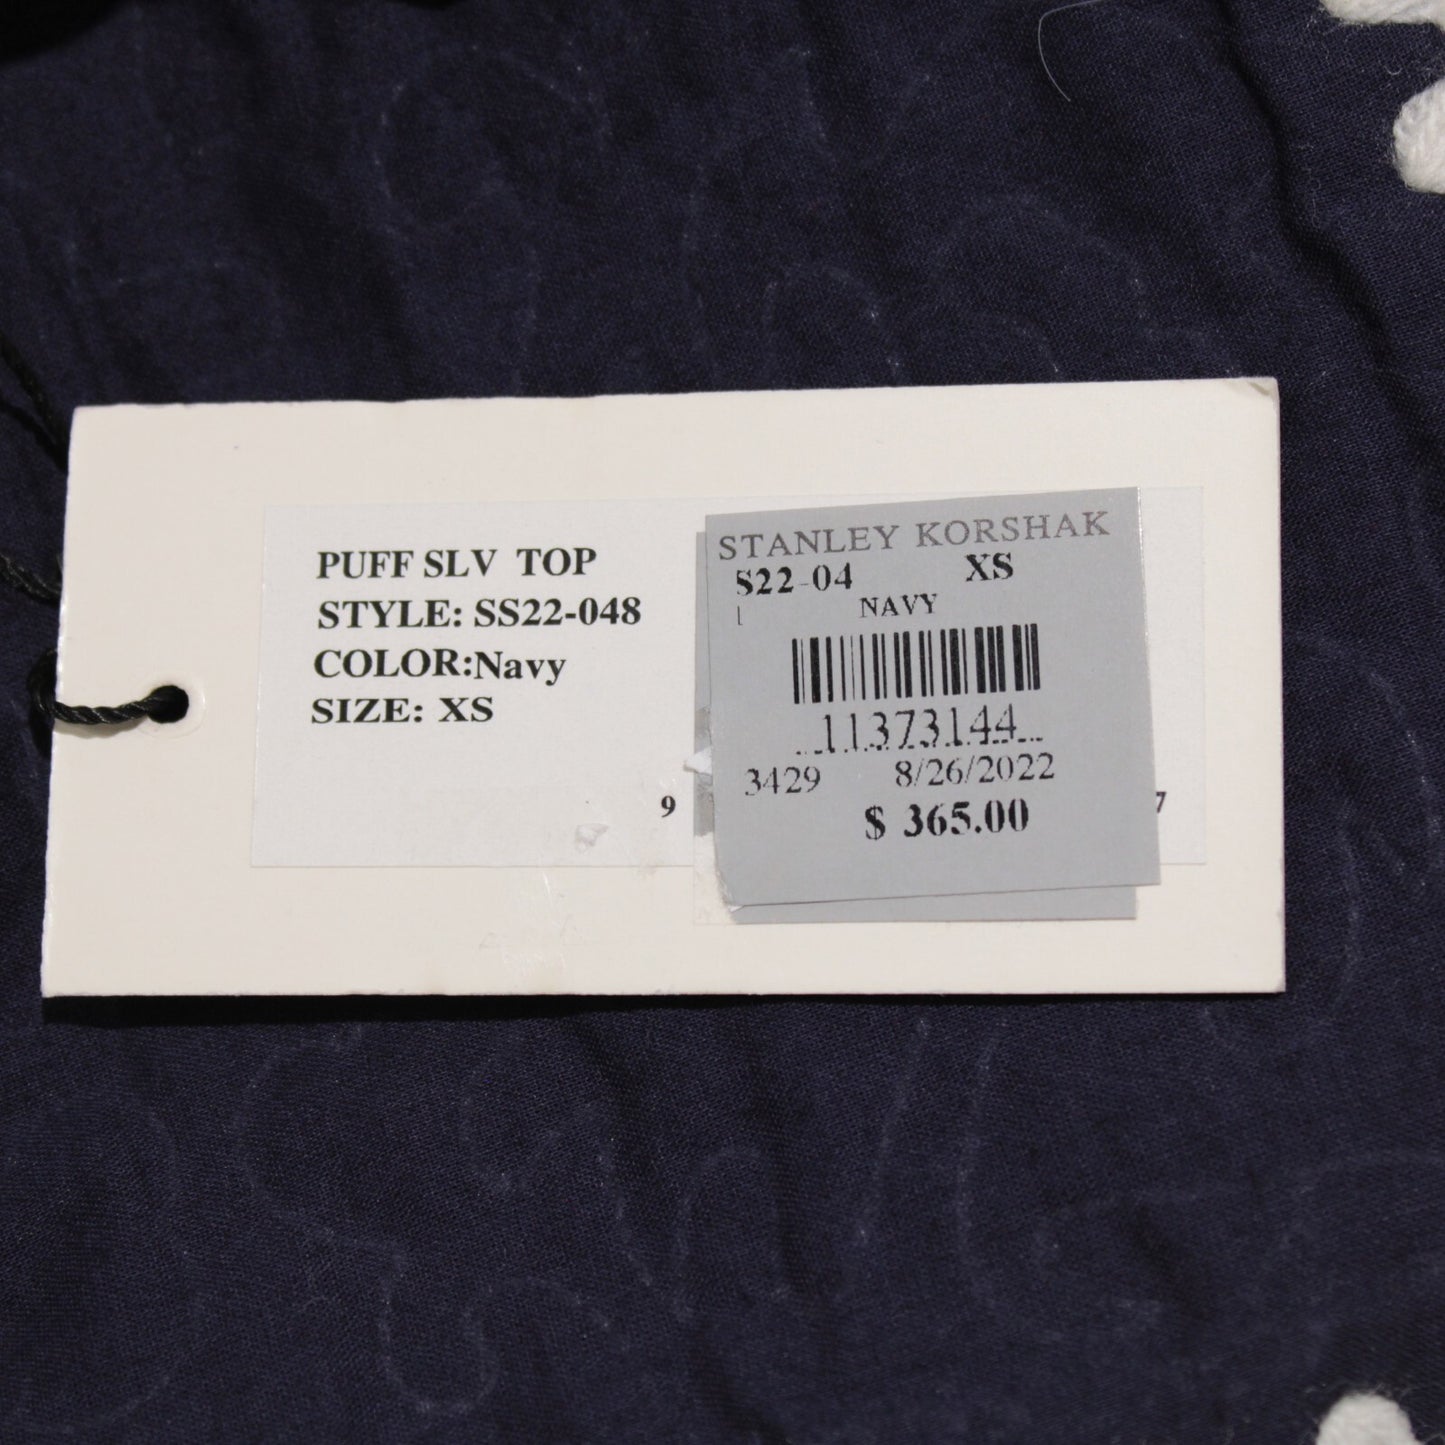 PUFF SLV TOP
STYLE: SS22-048
COLOR:Navy
SIZE: XS
9
7
STANLEY KORSHAK
S22-04 XS
NAVY
11373144
3429 8/26/2022
$ 365.00